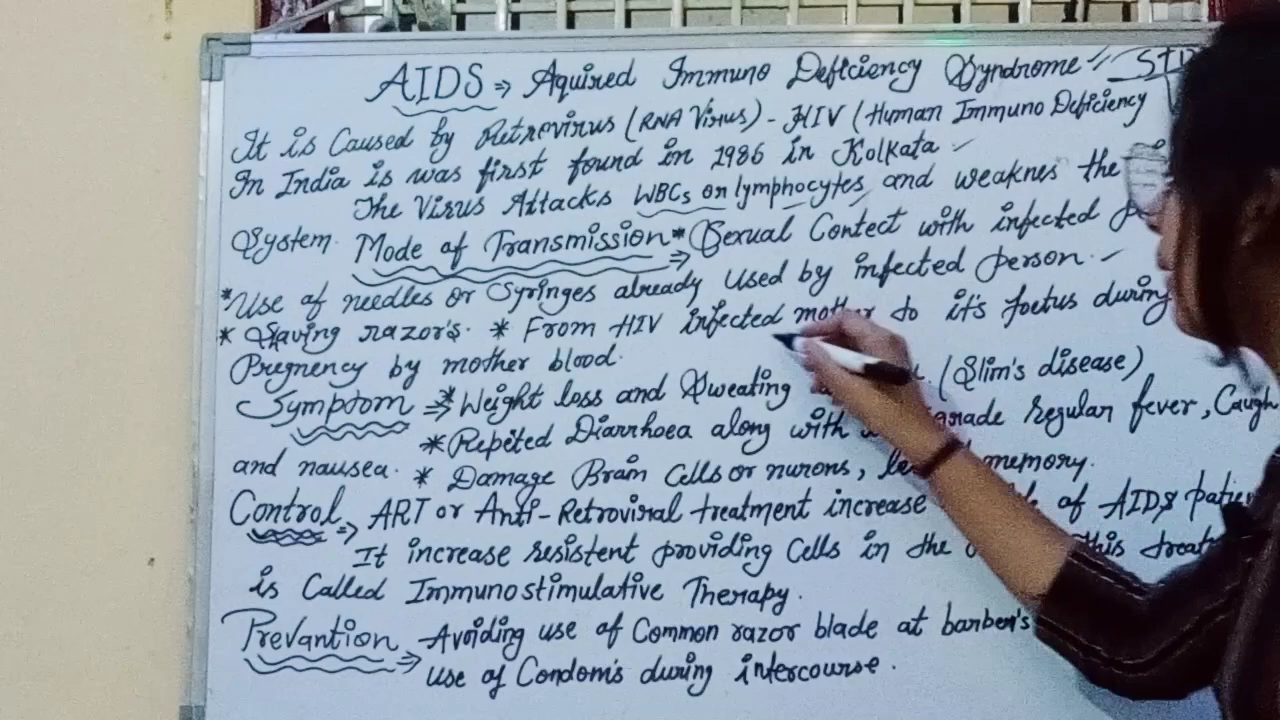 AIDS ⇒ Aquired Immuno Deficiency Syndrome
It is Caused by Retrovirus (RNA Virus) - HIV (Human Immuno Deficiency
In India is was first found in 1986 in Kolkata
The Virus Attacks WBCs on lymphocytes, and weaknes the
System. Mode of Transmission ⇒ * Sexual Contact with infected
* Use of needles or Syringes already used by infected person.
* Shaving razor's. * From HIV infected mother to it's foetus during
Pregnency by mother blood.
Symptom ⇒ * Weight loss and Sweating (Slim's disease)
* Repited Diarrhoea along with grade regular fever, Caugh
and nausea. * Damage Brain Cells or nurons, memory.
Control ⇒ ART or Anti-Retroviral treatment increase of AIDS
It increase resistent providing Cells in the this
is Called Immunostimulative Therapy.
Prevantion ⇒ Avoiding use of Common razor blade at barber's
use of Condom's during intercourse.